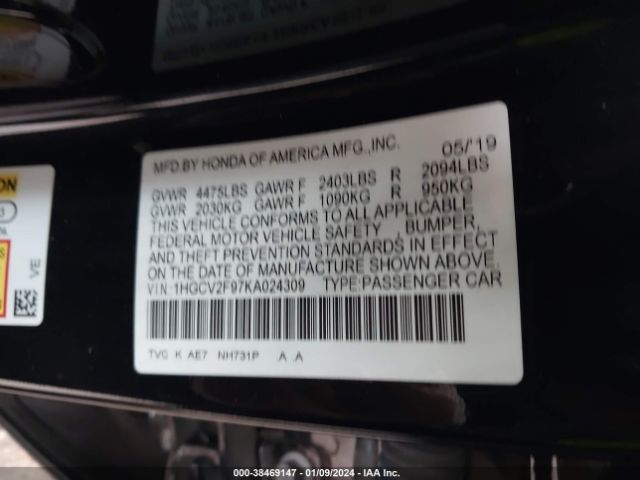 MFD.BY HONDA OF AMERICA MFG.,INC. 05/'19
GVWR 4475LBS GAWR F 2403LBS R 2094LBS
GVWR 2030KG GAWR F 1090KG R 950KG
THIS VEHICLE CONFORMS TO ALL APPLICABLE
FEDERAL MOTOR VEHICLE SAFETY, BUMPER,
AND THEFT PREVENTION STANDARDS IN EFFECT
ON THE DATE OF MANUFACTURE SHOWN ABOVE.
VIN:1HGCV2F97KA024309 TYPE:PASSENGER CAR
TVC K AE7 NH731P A A
ON
3
VE
000-38469147 - 01/09/2024 - IAA Inc.